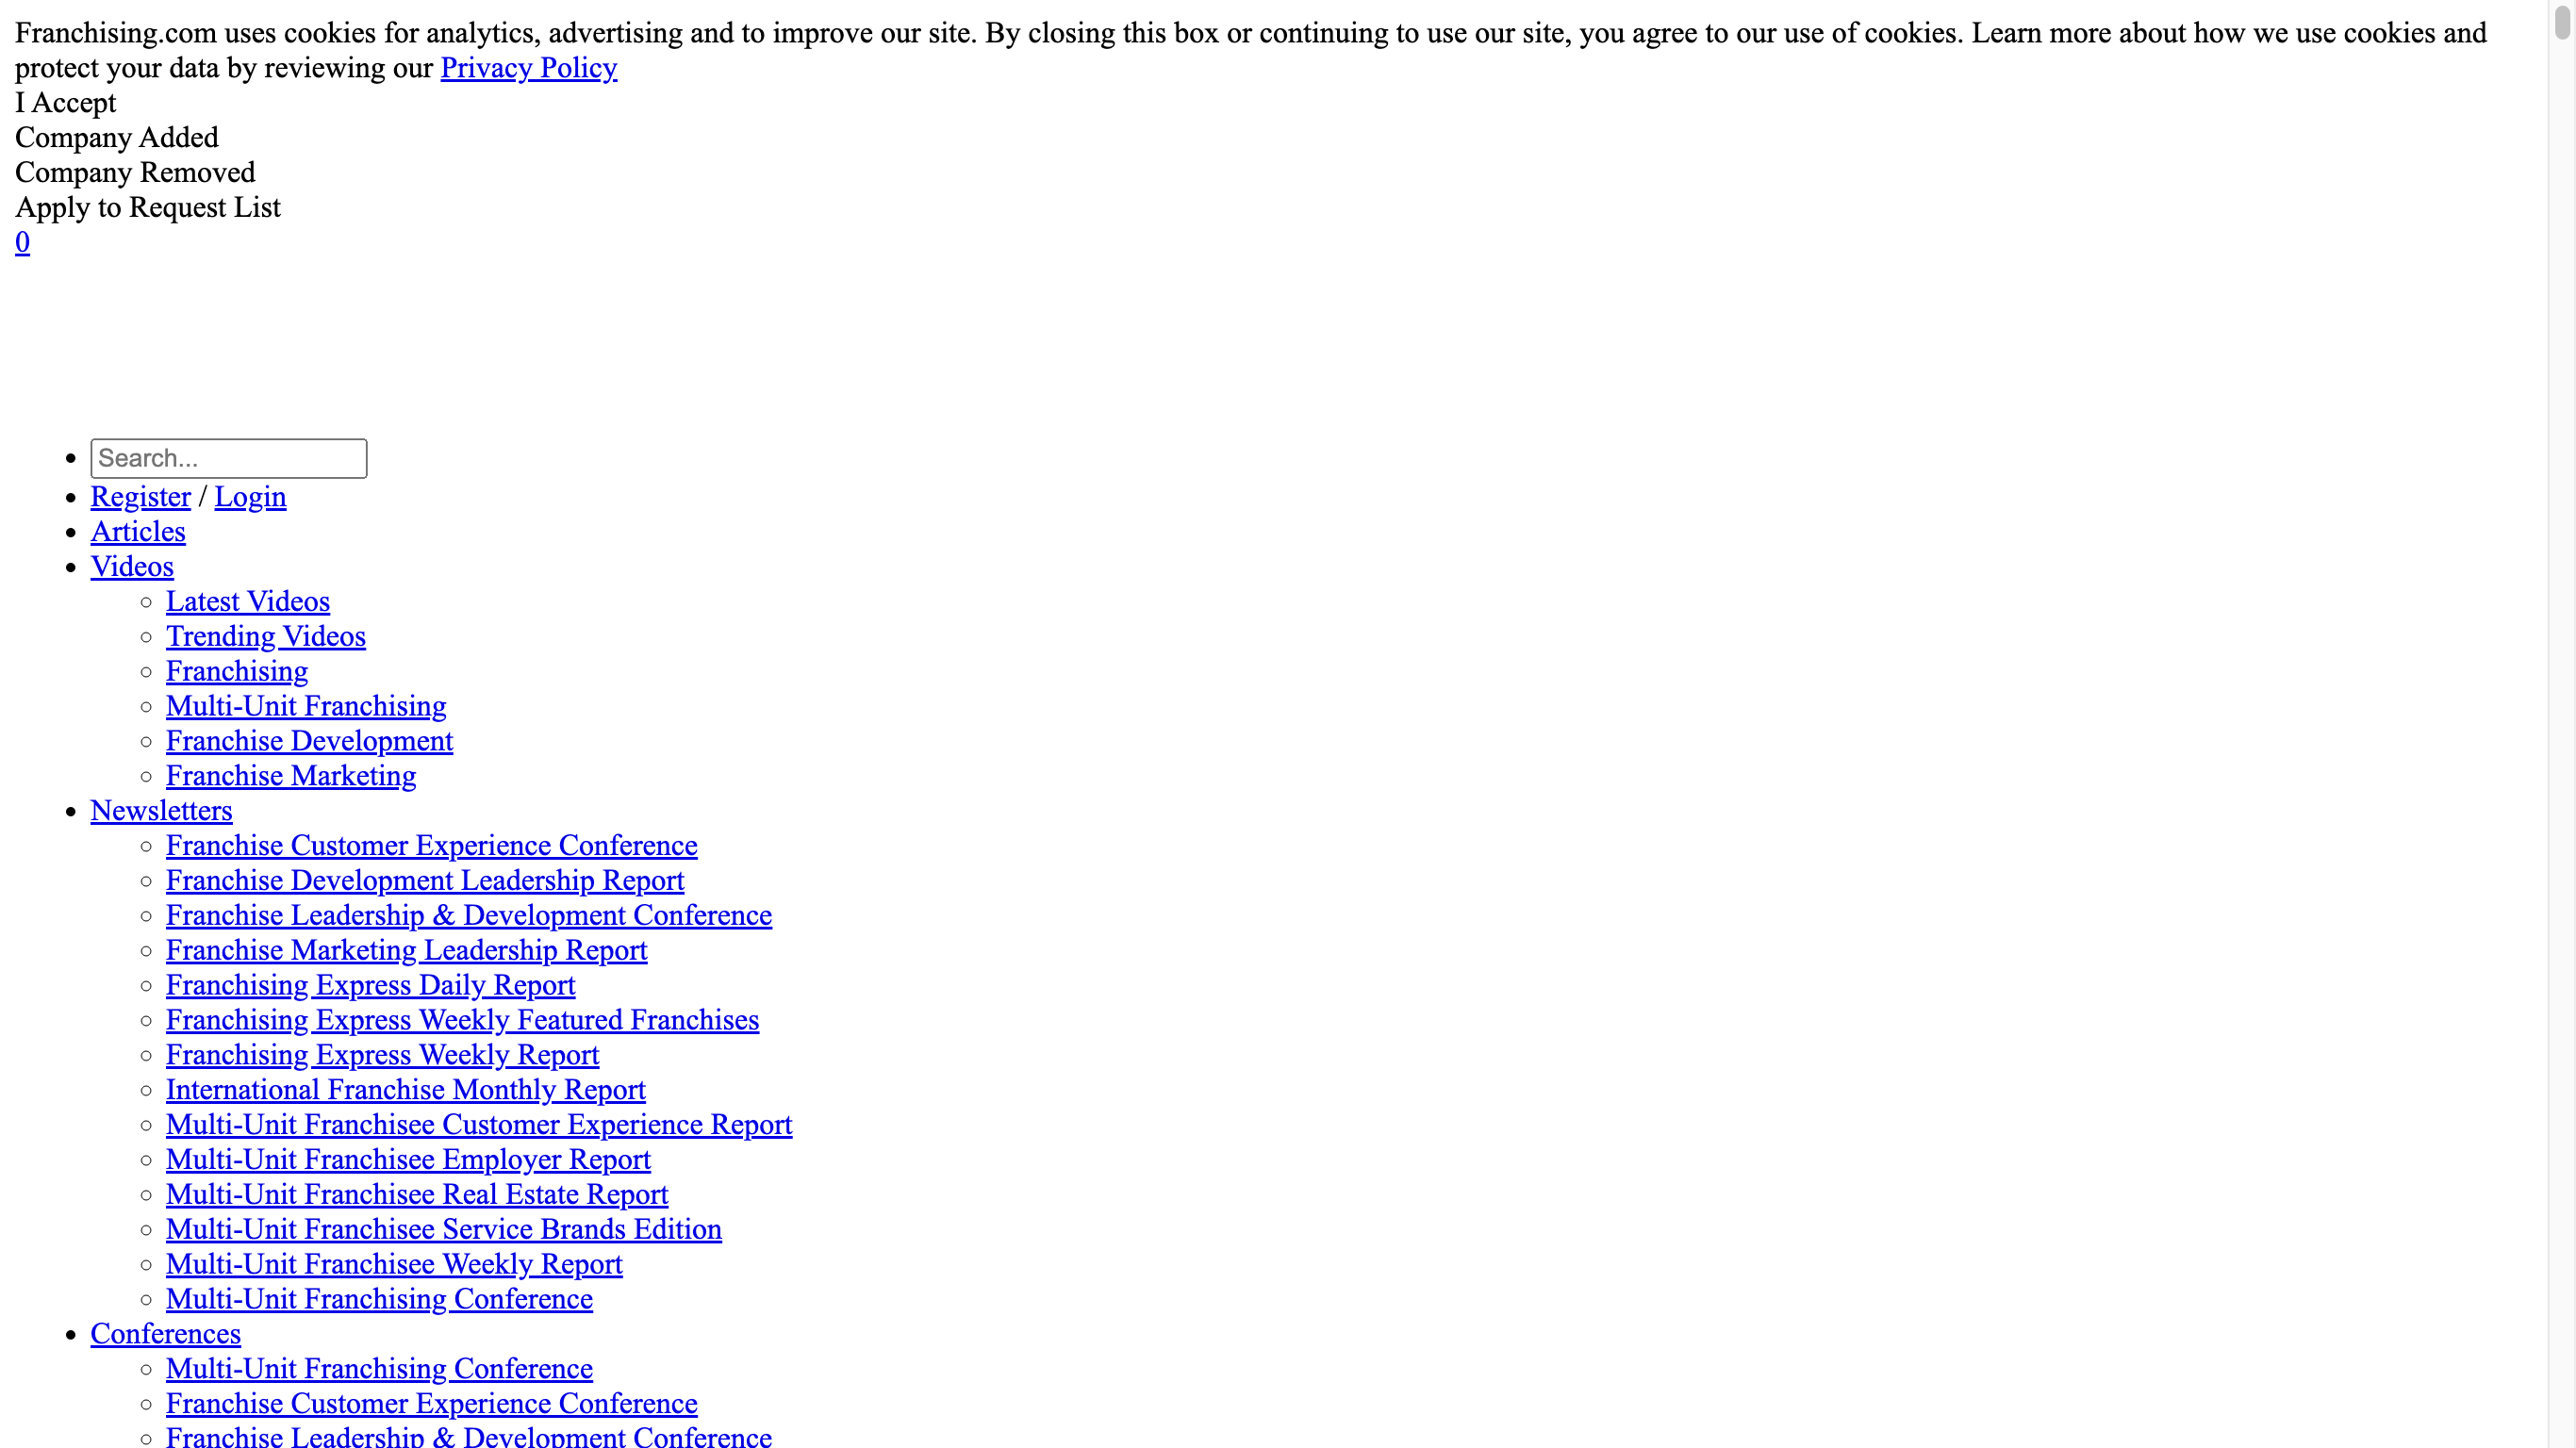 Franchising.com uses cookies for analytics, advertising and to improve our site. By closing this box or continuing to use our site, you agree to our use of cookies. Learn more about how we use cookies and
protect your data by reviewing our Privacy Policy
I Accept
Company Added
Company Removed
Apply to Request List
0
Search...
Register / Login
Articles
Videos
Latest Videos
Trending Videos
Franchising
Multi-Unit Franchising
Franchise Development
Franchise Marketing
Newsletters
Franchise Customer Experience Conference
Franchise Development Leadership Report
Franchise Leadership & Development Conference
Franchise Marketing Leadership Report
Franchising Express Daily Report
Franchising Express Weekly Featured Franchises
Franchising Express Weekly Report
International Franchise Monthly Report
Multi-Unit Franchisee Customer Experience Report
Multi-Unit Franchisee Employer Report
Multi-Unit Franchisee Real Estate Report
Multi-Unit Franchisee Service Brands Edition
Multi-Unit Franchisee Weekly Report
Multi-Unit Franchising Conference
Conferences
Multi-Unit Franchising Conference
Franchise Customer Experience Conference
Franchise Leadership & Development Conference